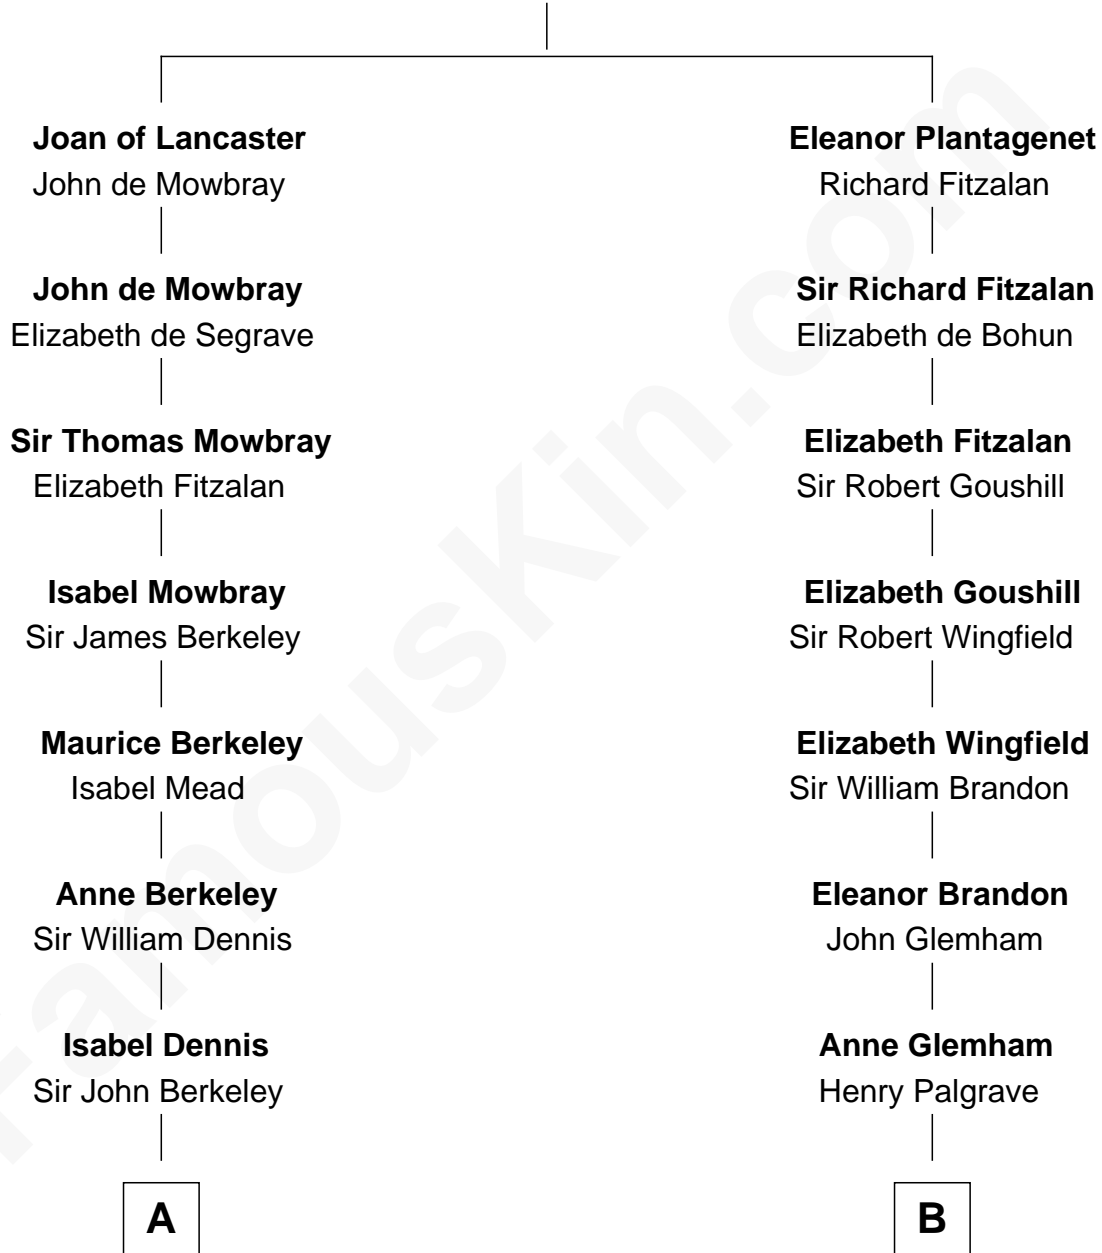 Joan of Lancaster
John de Mowbray
John de Mowbray
Elizabeth de Segrave
Sir Thomas Mowbray
Elizabeth Fitzalan
Isabel Mowbray
Sir James Berkeley
Maurice Berkeley
Isabel Mead
Anne Berkeley
Sir William Dennis
Isabel Dennis
Sir John Berkeley
A
Eleanor Plantagenet
Richard Fitzalan
Sir Richard Fitzalan
Elizabeth de Bohun
Elizabeth Fitzalan
Sir Robert Goushill
Elizabeth Goushill
Sir Robert Wingfield
Elizabeth Wingfield
Sir William Brandon
Eleanor Brandon
John Glemham
Anne Glemham
Henry Palgrave
B
FamousKin.com